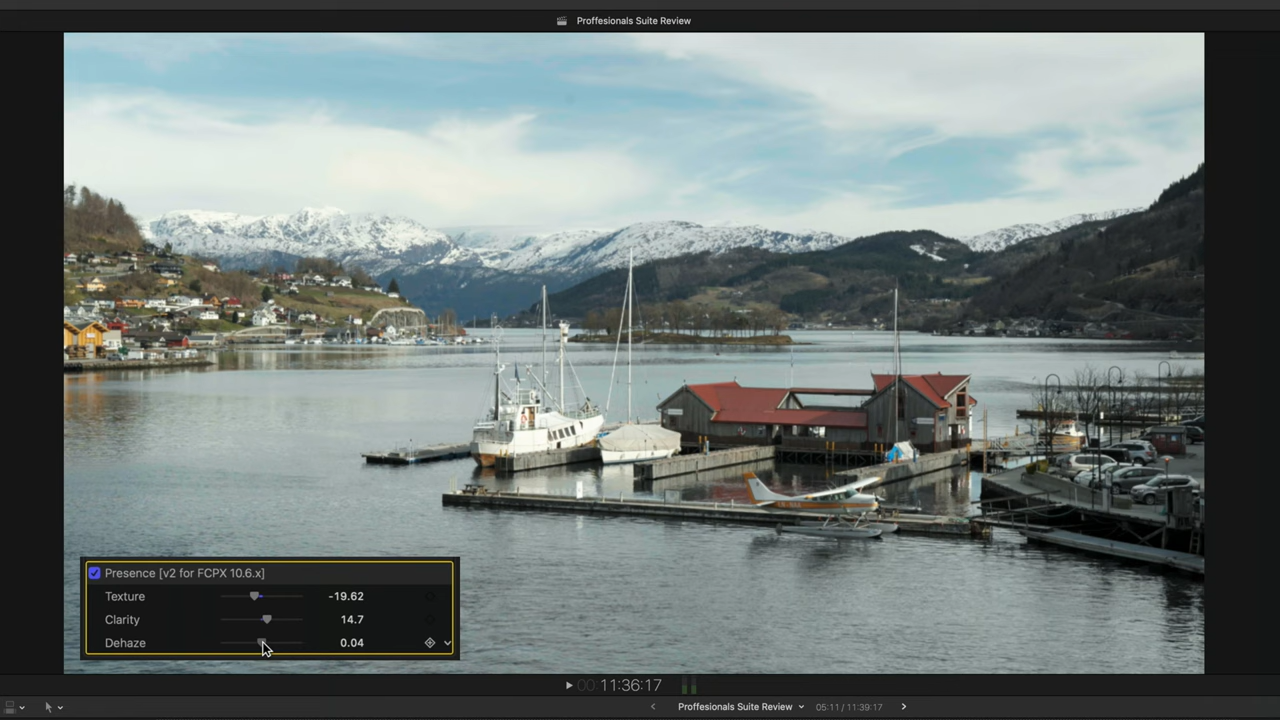 Proffesionals Suite Review
Presence [v2 for FCPX 10.6.x]
Texture -19.62
Clarity 14.7
Dehaze 0.04
00:11:36:17
Proffesionals Suite Review 05:11 / 11:39:17